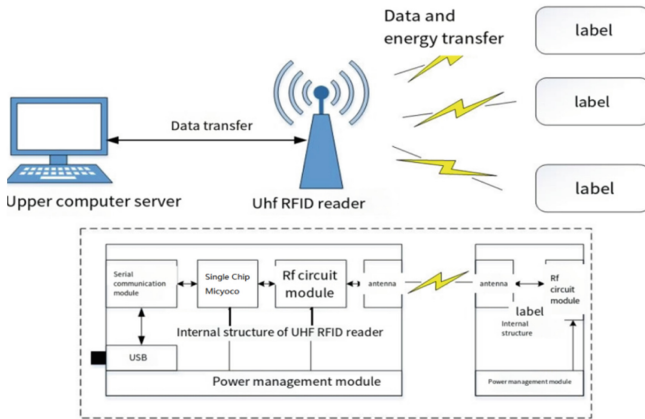 Data and
energy transfer
label
label
label
Data transfer
Upper computer server
Uhf RFID reader
Serial
communication
module
Single Chip
Micyoco
Rf circuit
module
antenna
antenna
Rf
circuit
module
label
Internal
structure
Internal structure of UHF RFID reader
USB
Power management module
Power management module